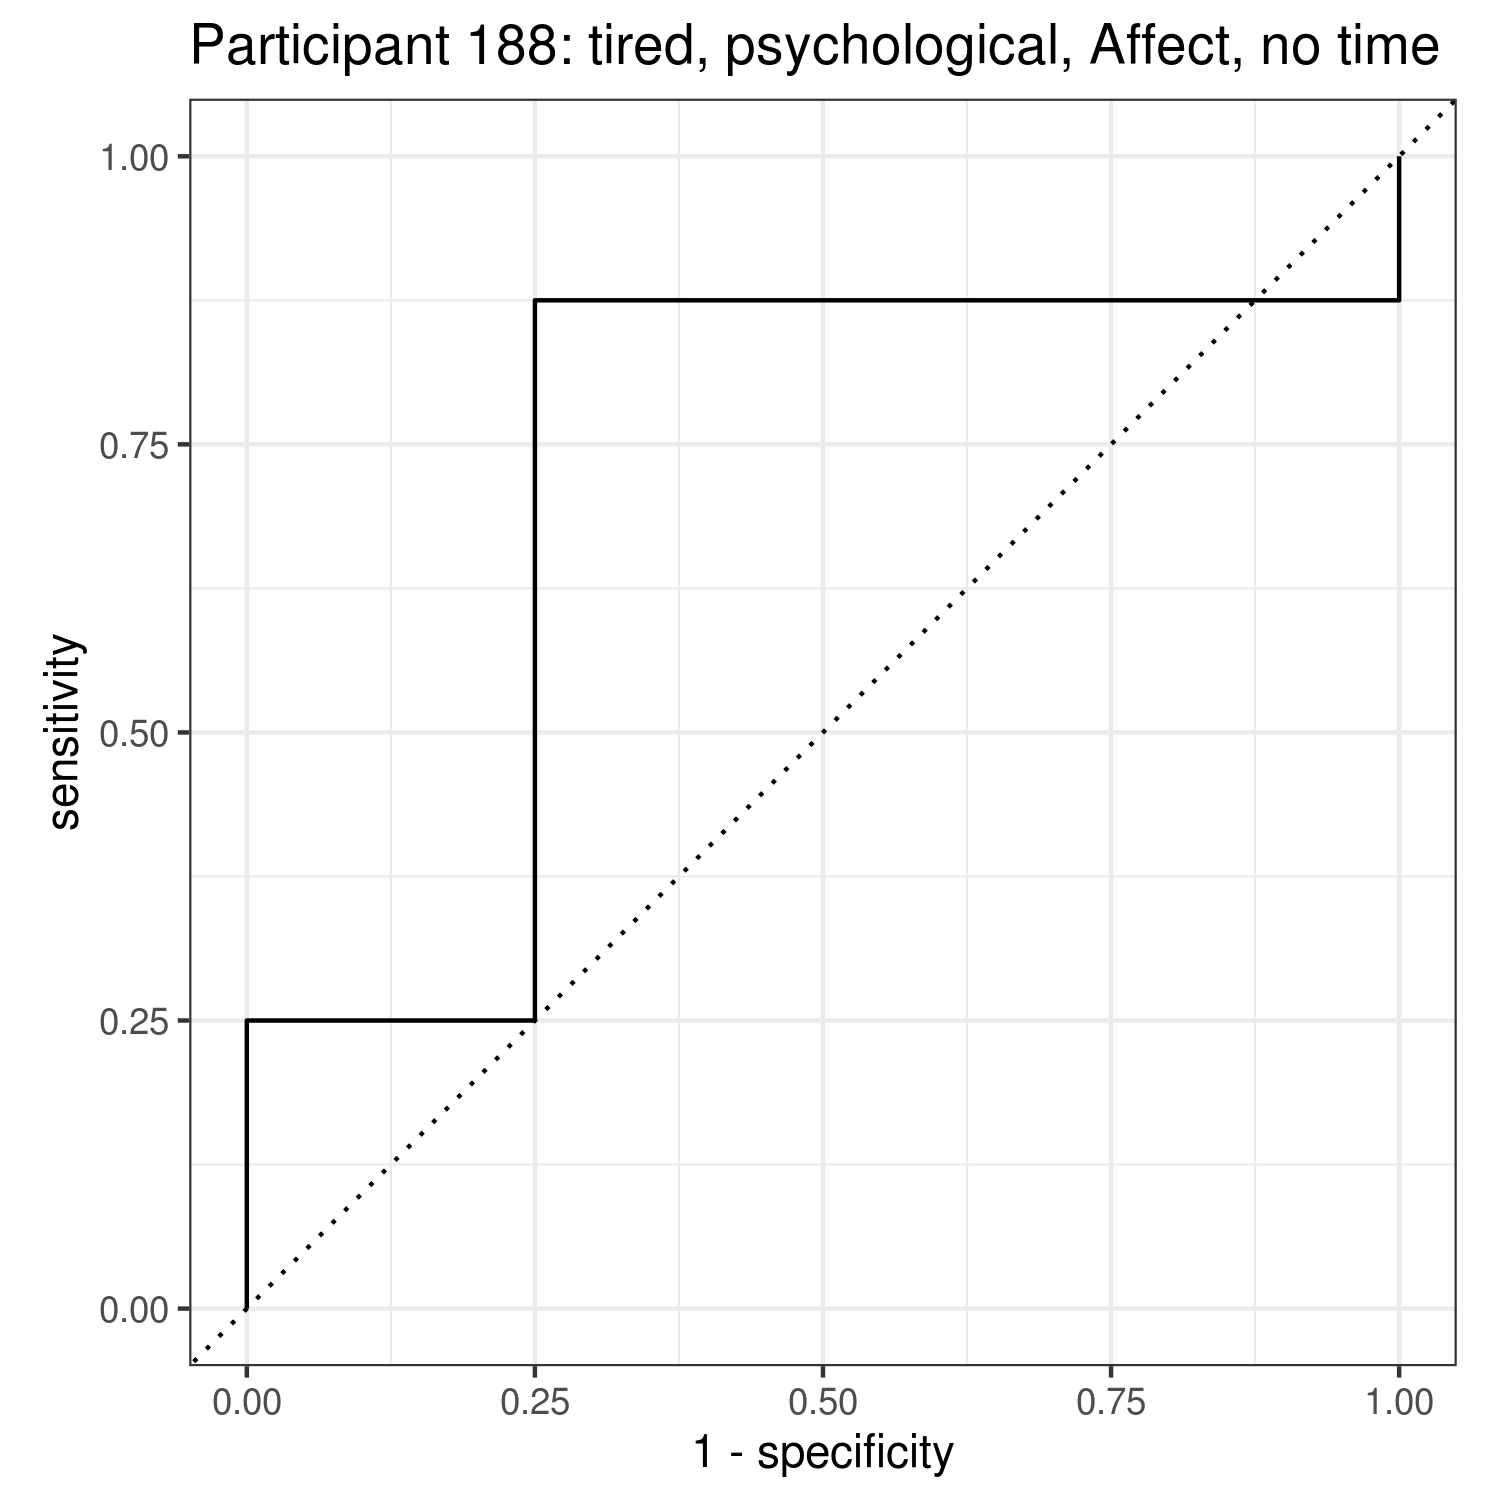 Participant 188: tired, psychological, Affect, no time
1.00
0.75
0.50
0.25
0.00
sensitivity
0.00 0.25 0.50 0.75 1.00
1 - specificity